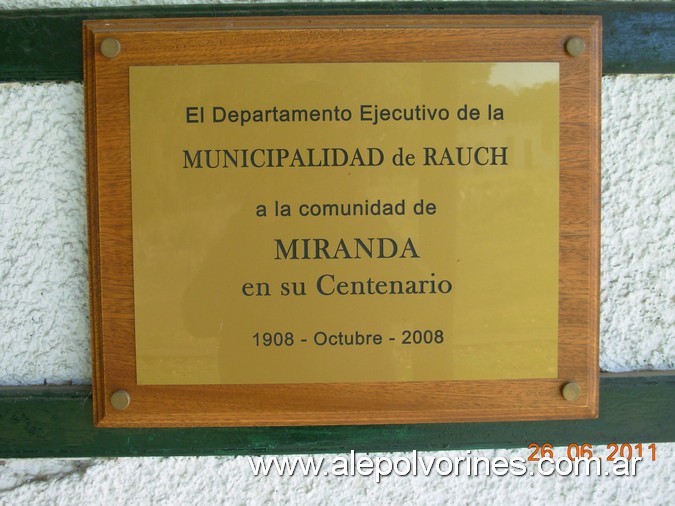 El Departamento Ejecutivo de la
MUNICIPALIDAD de RAUCH
a la comunidad de
MIRANDA
en su Centenario
1908 - Octubre - 2008
26 06 2011
www.alepolvorines.com.ar